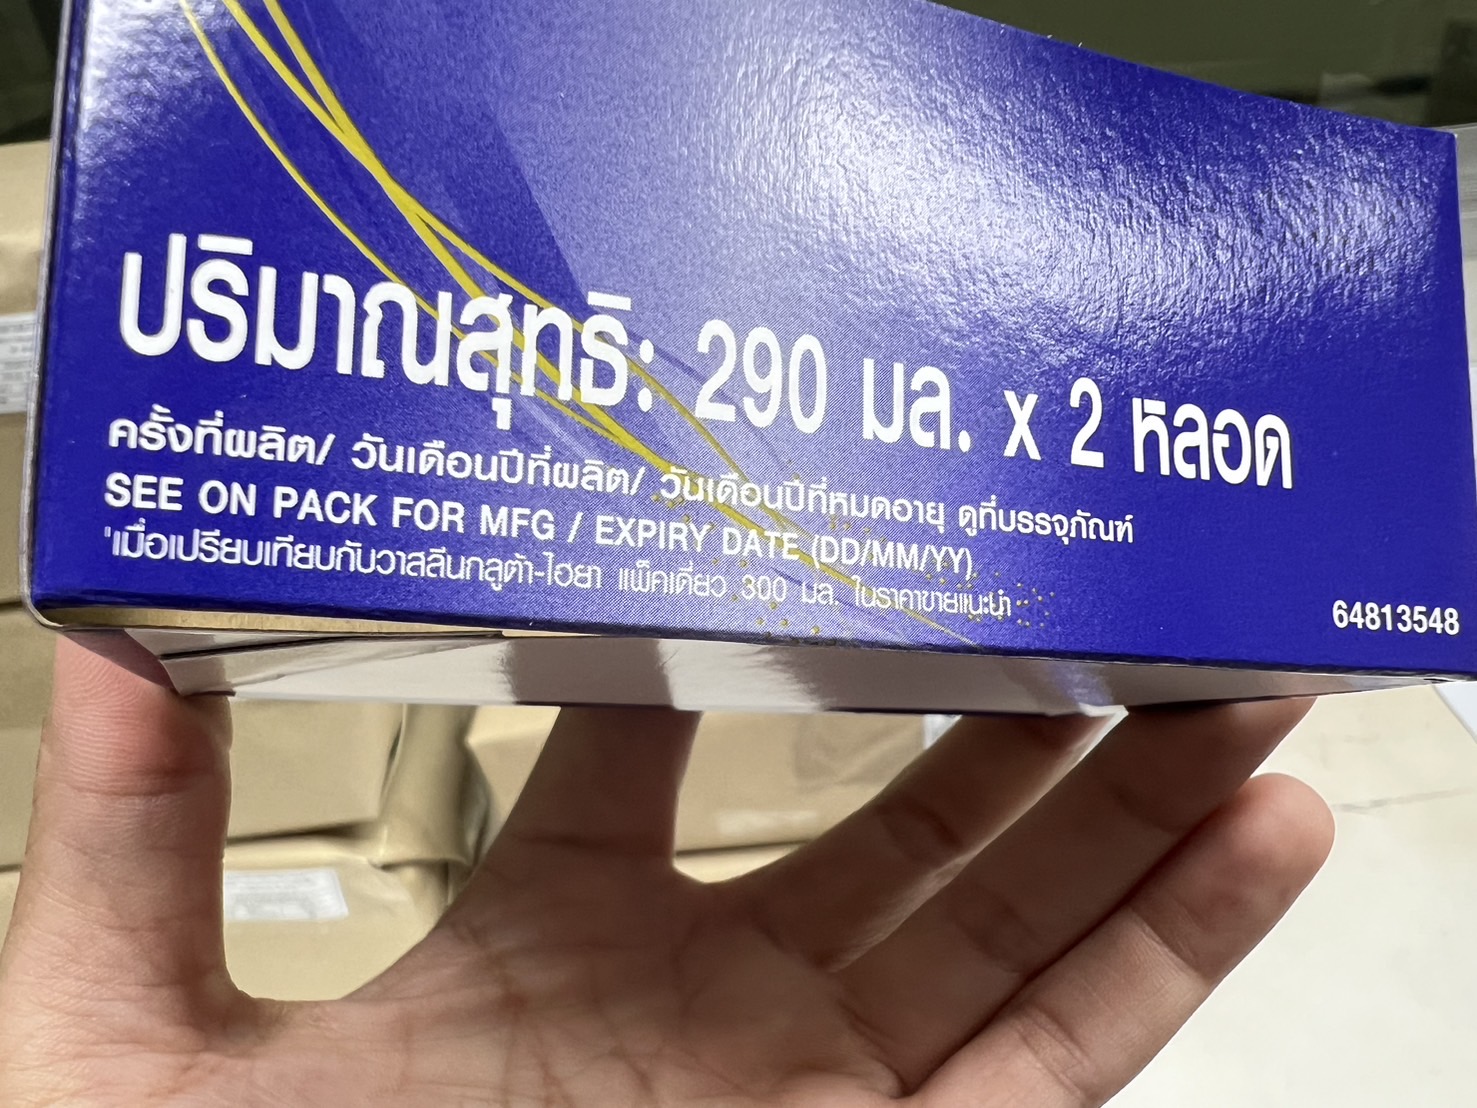 ปริมาณสุทธิ: 290 มล. x 2 หลอด
ครั้งที่ผลิต/ วันเดือนปีที่ผลิต/ วันเดือนปีที่หมดอายุ ดูที่บรรจุภัณฑ์
SEE ON PACK FOR MFG / EXPIRY DATE (DD/MM/YY)
'เมื่อเปรียบเทียบกับวาสลีนกลูต้า-ไฮยา แพ็คเดี่ยว 300 มล. ในราคาขายแนะนำ
64813548